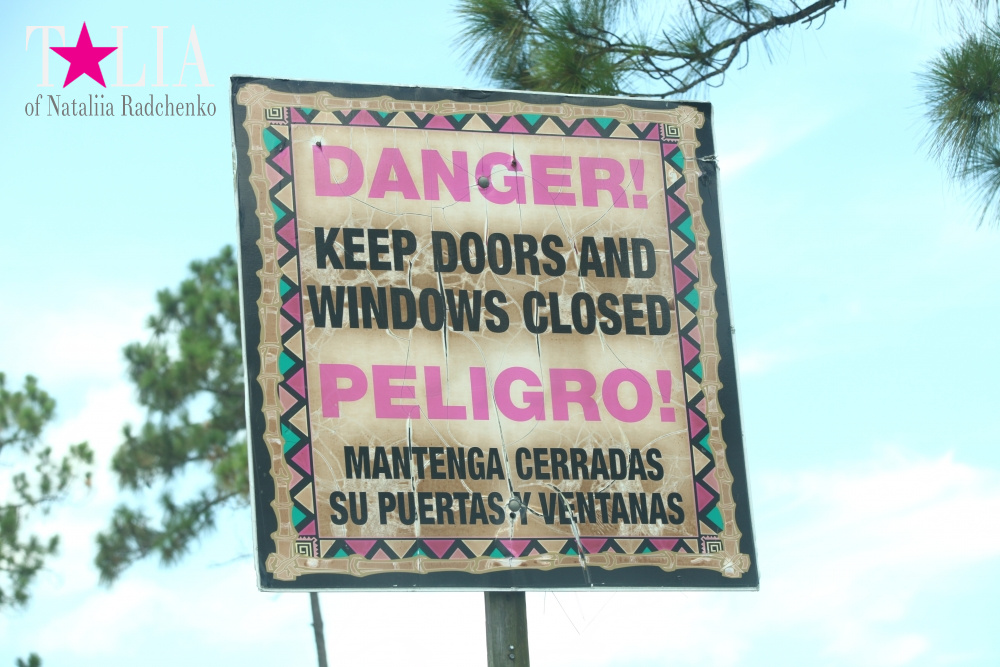 TALIA
of Nataliia Radchenko
DANGER!
KEEP DOORS AND
WINDOWS CLOSED
PELIGRO!
MANTENGA CERRADAS
SU PUERTAS Y VENTANAS